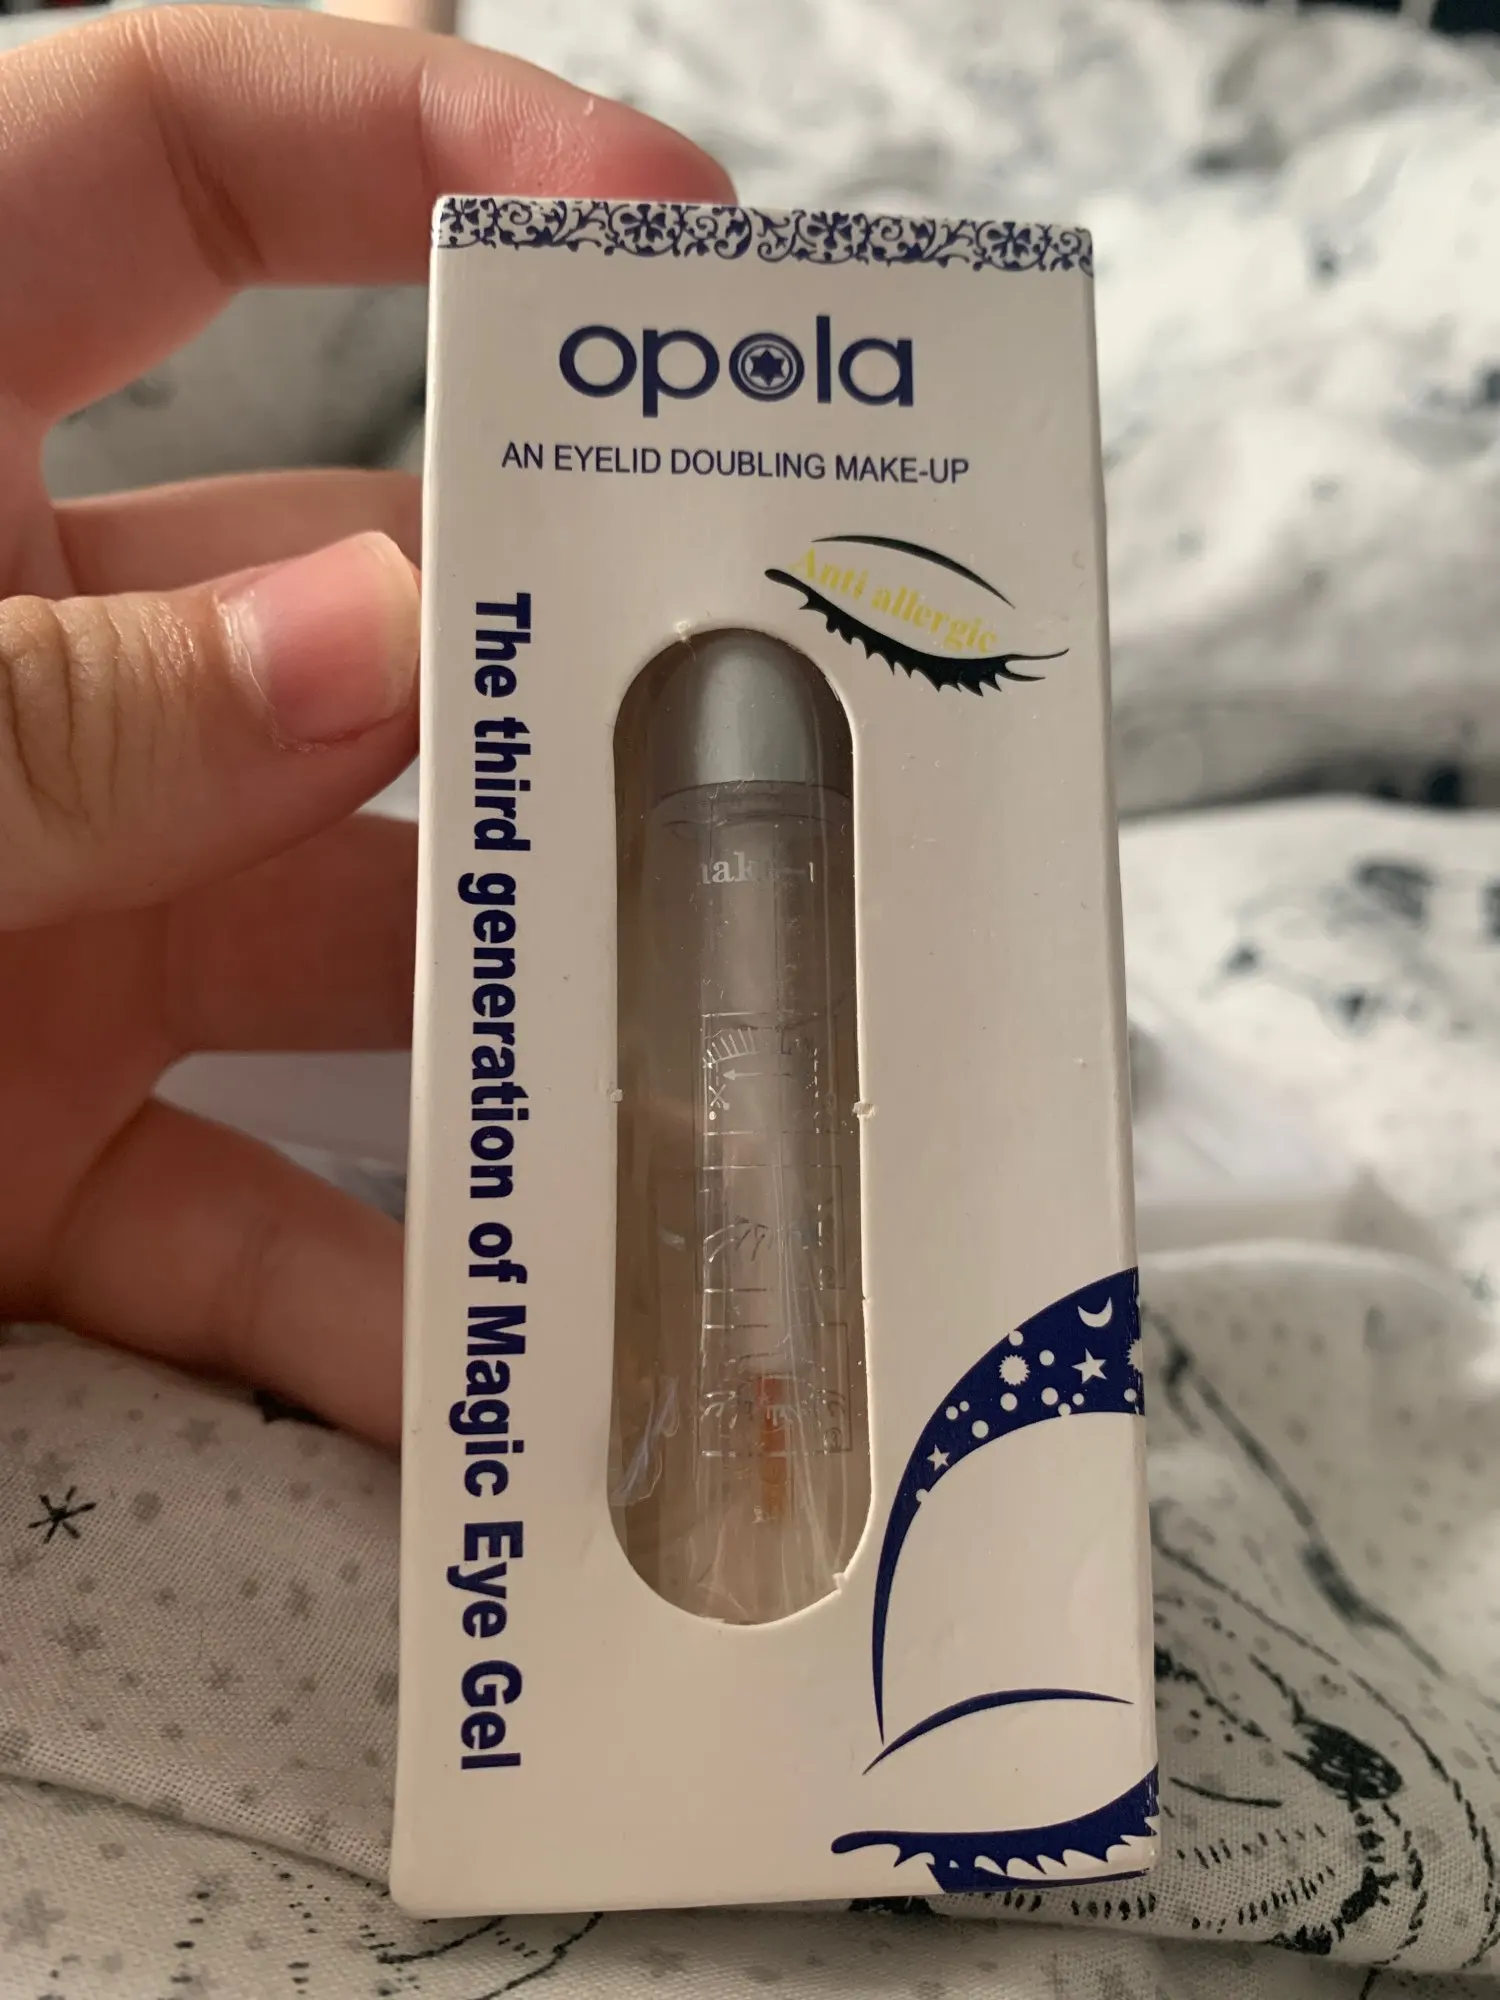 opola
AN EYELID DOUBLING MAKE-UP
Anti allergic
The third generation of Magic Eye Gel